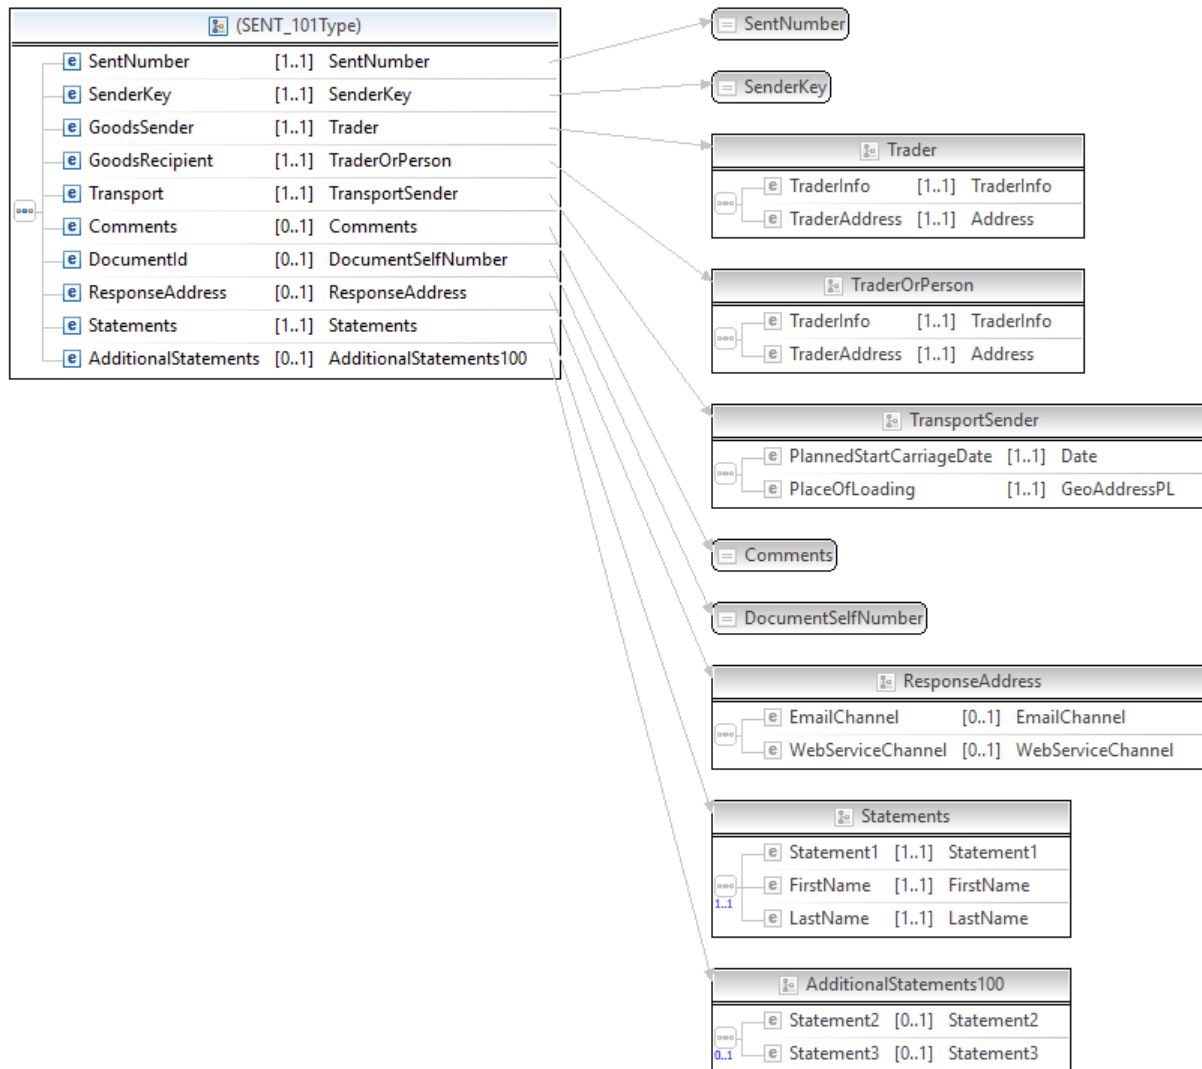 (SENT_101Type)
SentNumber [1..1] SentNumber
SenderKey [1..1] SenderKey
GoodsSender [1..1] Trader
GoodsRecipient [1..1] TraderOrPerson
Transport [1..1] TransportSender
Comments [0..1] Comments
DocumentId [0..1] DocumentSelfNumber
ResponseAddress [0..1] ResponseAddress
Statements [1..1] Statements
AdditionalStatements [0..1] AdditionalStatements100
SentNumber
SenderKey
Trader
TraderInfo [1..1] TraderInfo
TraderAddress [1..1] Address
TraderOrPerson
TraderInfo [1..1] TraderInfo
TraderAddress [1..1] Address
TransportSender
PlannedStartCarriageDate [1..1] Date
PlaceOfLoading [1..1] GeoAddressPL
Comments
DocumentSelfNumber
ResponseAddress
EmailChannel [0..1] EmailChannel
WebServiceChannel [0..1] WebServiceChannel
Statements
Statement1 [1..1] Statement1
FirstName [1..1] FirstName
1..1
LastName [1..1] LastName
AdditionalStatements100
Statement2 [0..1] Statement2
0..1
Statement3 [0..1] Statement3